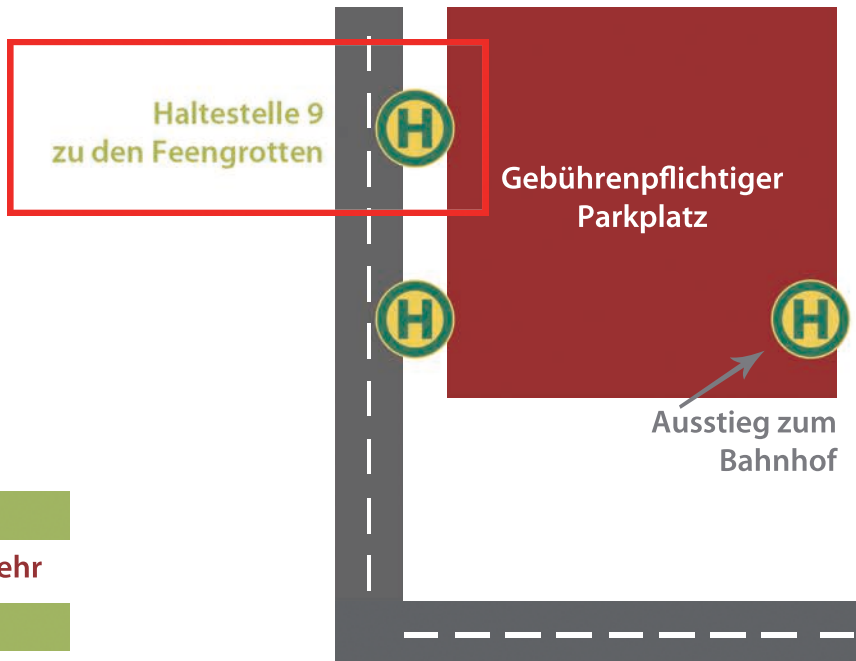 Haltestelle 9
zu den Feengrotten
H
Gebührenpflichtiger
Parkplatz
H
H
Ausstieg zum
Bahnhof
ehr